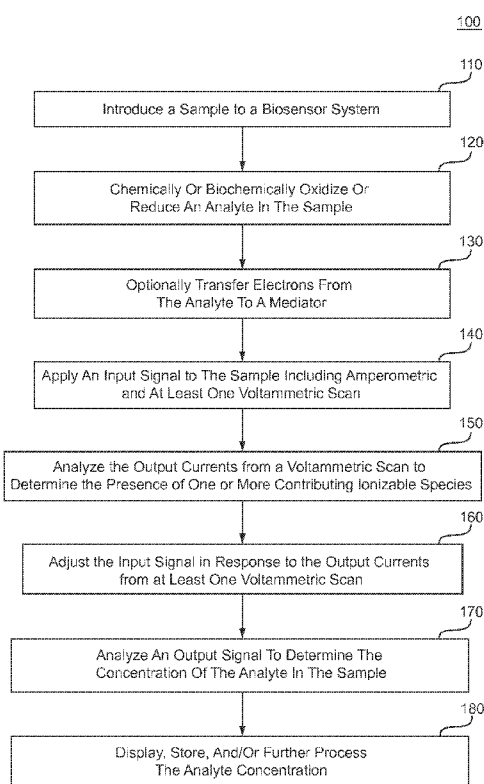 100
110
Introduce a Sample to a Biosensor System
120
Chemically Or Biochemically Oxidize Or
Reduce An Analyte In The Sample
130
Optionally Transfer Electrons From
The Analyte To A Mediator
140
Apply An Input Signal to The Sample Including Amperometric
and At Least One Voltammetric Scan
150
Analyze the Output Currents from a Voltammetric Scan to
Determine the Presence of One or More Contributing Ionizable Species
160
Adjust the Input Signal in Response to the Output Currents
from at Least One Voltammetric Scan
170
Analyze An Output Signal To Determine The
Concentration Of The Analyte In The Sample
180
Display, Store, And/Or Further Process
The Analyte Concentration